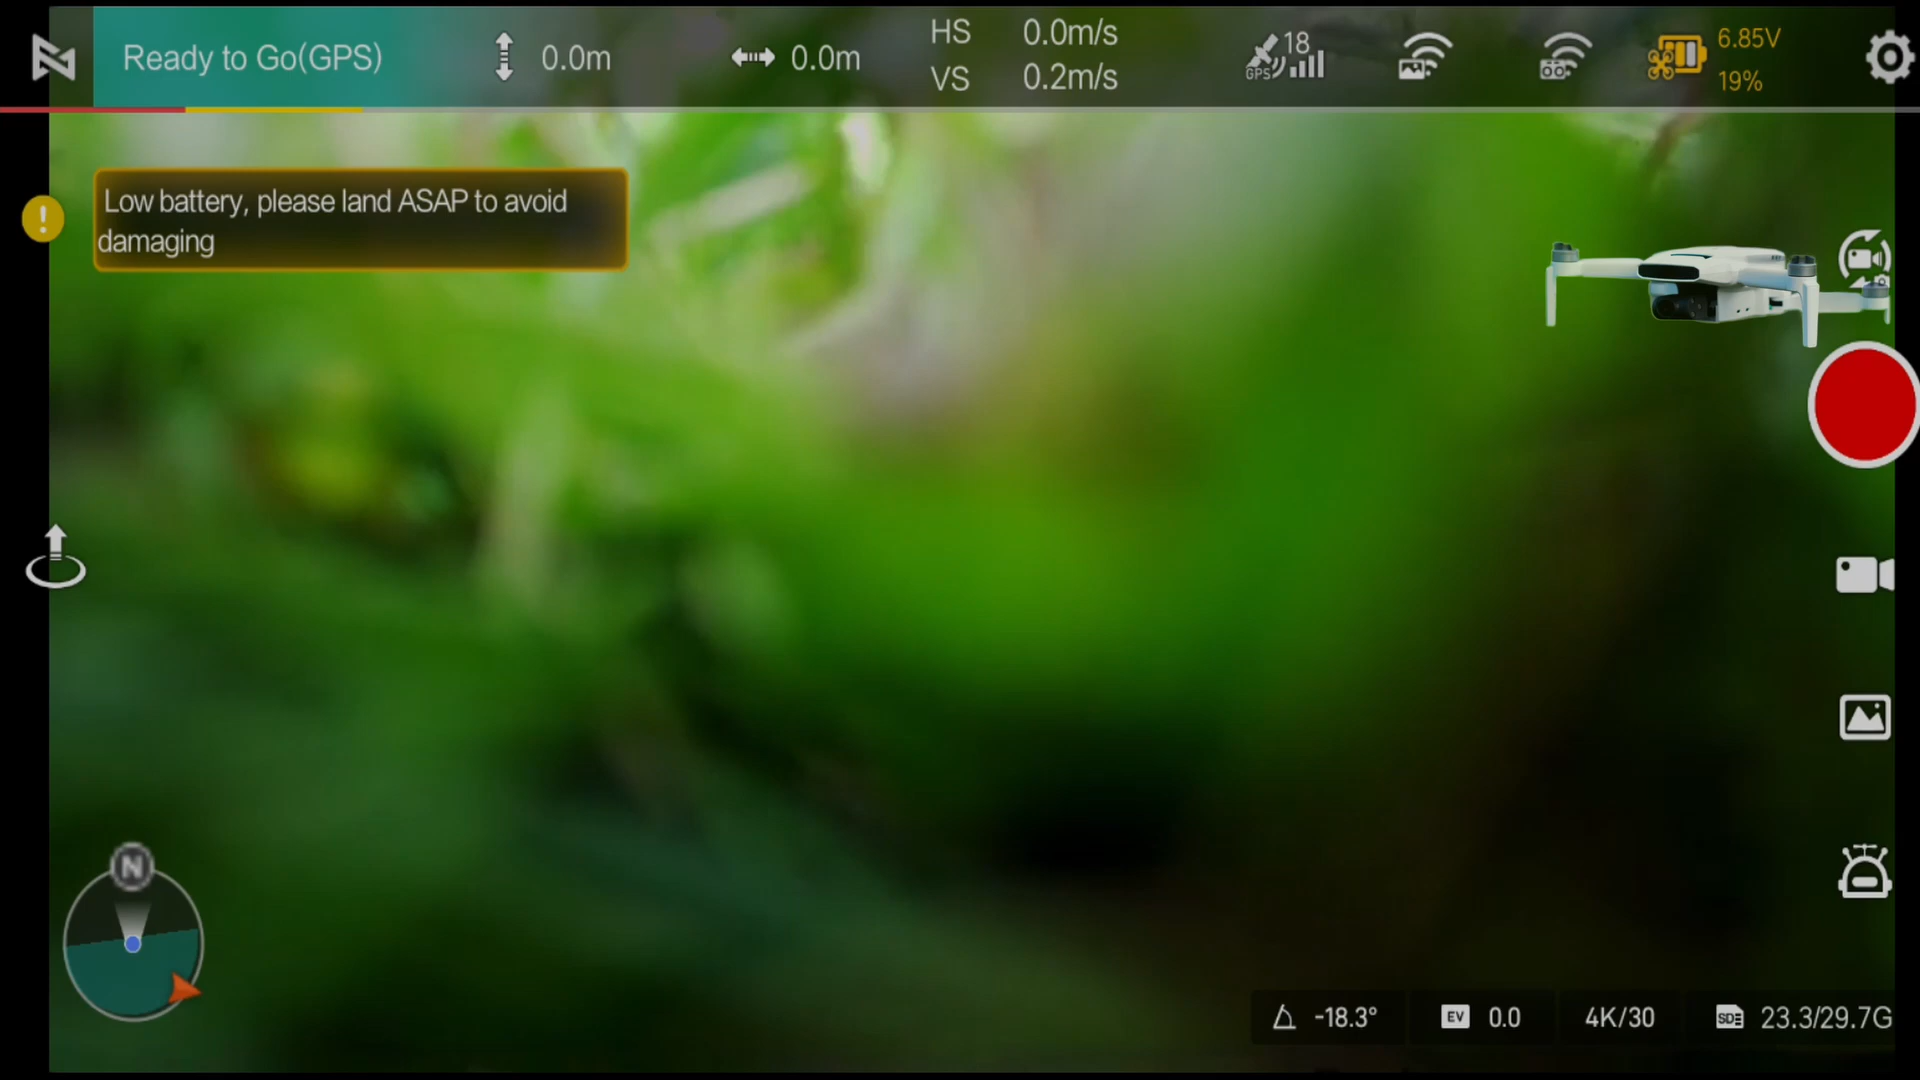 Ready to Go(GPS)
0.0m
0.0m
HS 0.0m/s
VS 0.2m/s
GPS 18
6.85V
19%
Low battery, please land ASAP to avoid
damaging
N
-18.3°
EV 0.0
4K/30
SD 23.3/29.7G